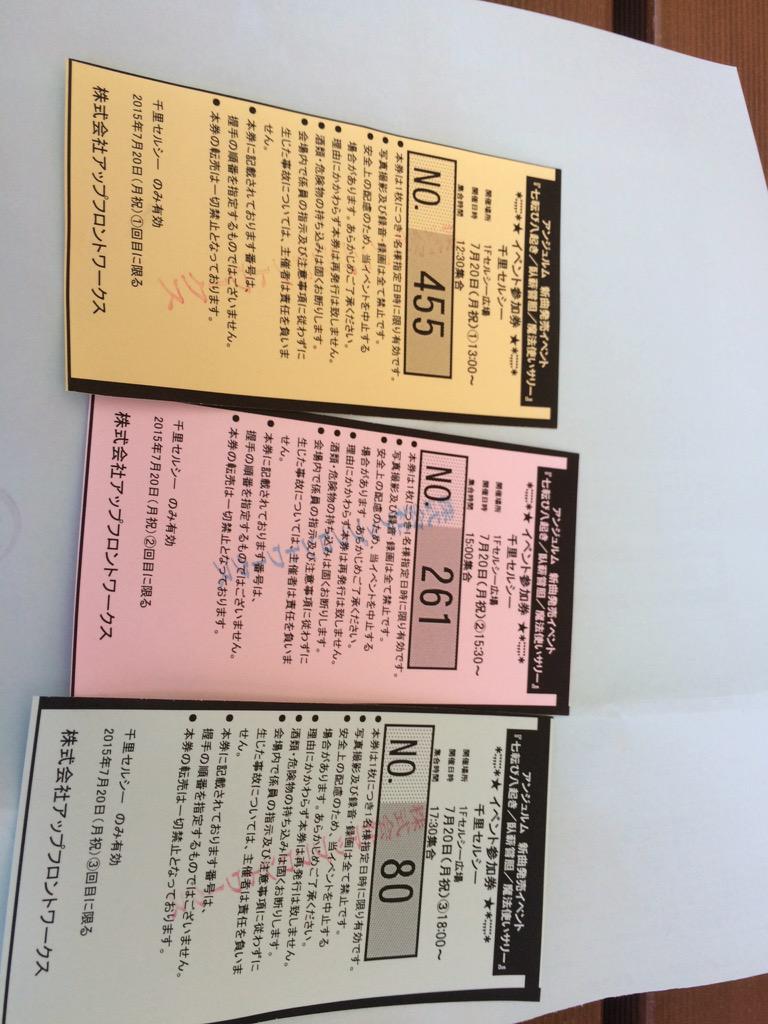 アンジュルム 新曲発売イベント
『七転び八起き/臥薪嘗胆/魔法使いサリー』
*・;;;;:*★ イベント参加券 ★*:;;;;・*
千里セルシー
開催場所 1Fセルシー広場
開催日時 7月20日(月祝)①13:00~
集合時間 12:30集合
NO. 455
● 本券は1枚につき1名様指定日時に限り有効です。
● 写真撮影及び録音・録画は全て禁止です。
● 安全上の配慮のため、当イベントを中止する
場合があります。あらかじめご了承ください。
● 理由にかかわらず本券は再発行は致しません。
● 酒類・危険物の持ち込みは固くお断りします。
● 会場内で係員の指示及び注意事項に従わずに
生じた事故については、主催者は責任を負いま
せん。
● 本券に記載されております番号は、
握手の順番を指定するものではございません。
● 本券の転売は一切禁止となっております。
千里セルシー のみ有効
2015年7月20日(月祝)①回目に限る
株式会社アップフロントワークス
アンジュルム 新曲発売イベント
『七転び八起き/臥薪嘗胆/魔法使いサリー』
*・;;;;:*★ イベント参加券 ★*:;;;;・*
千里セルシー
開催場所 1Fセルシー広場
開催日時 7月20日(月祝)②15:30~
集合時間 15:00集合
NO. 261
● 本券は1枚につき1名様指定日時に限り有効です。
● 写真撮影及び録音・録画は全て禁止です。
● 安全上の配慮のため、当イベントを中止する
場合があります。あらかじめご了承ください。
● 理由にかかわらず本券は再発行は致しません。
● 酒類・危険物の持ち込みは固くお断りします。
● 会場内で係員の指示及び注意事項に従わずに
生じた事故については、主催者は責任を負いま
せん。
● 本券に記載されております番号は、
握手の順番を指定するものではございません。
● 本券の転売は一切禁止となっております。
千里セルシー のみ有効
2015年7月20日(月祝)②回目に限る
株式会社アップフロントワークス
アンジュルム 新曲発売イベント
『七転び八起き/臥薪嘗胆/魔法使いサリー』
*・;;;;:*★ イベント参加券 ★*:;;;;・*
千里セルシー
開催場所 1Fセルシー広場
開催日時 7月20日(月祝)③18:00~
集合時間 17:30集合
NO. 80
● 本券は1枚につき1名様指定日時に限り有効です。
● 写真撮影及び録音・録画は全て禁止です。
● 安全上の配慮のため、当イベントを中止する
場合があります。あらかじめご了承ください。
● 理由にかかわらず本券は再発行は致しません。
● 酒類・危険物の持ち込みは固くお断りします。
● 会場内で係員の指示及び注意事項に従わずに
生じた事故については、主催者は責任を負いま
せん。
● 本券に記載されております番号は、
握手の順番を指定するものではございません。
● 本券の転売は一切禁止となっております。
千里セルシー のみ有効
2015年7月20日(月祝)③回目に限る
株式会社アップフロントワークス